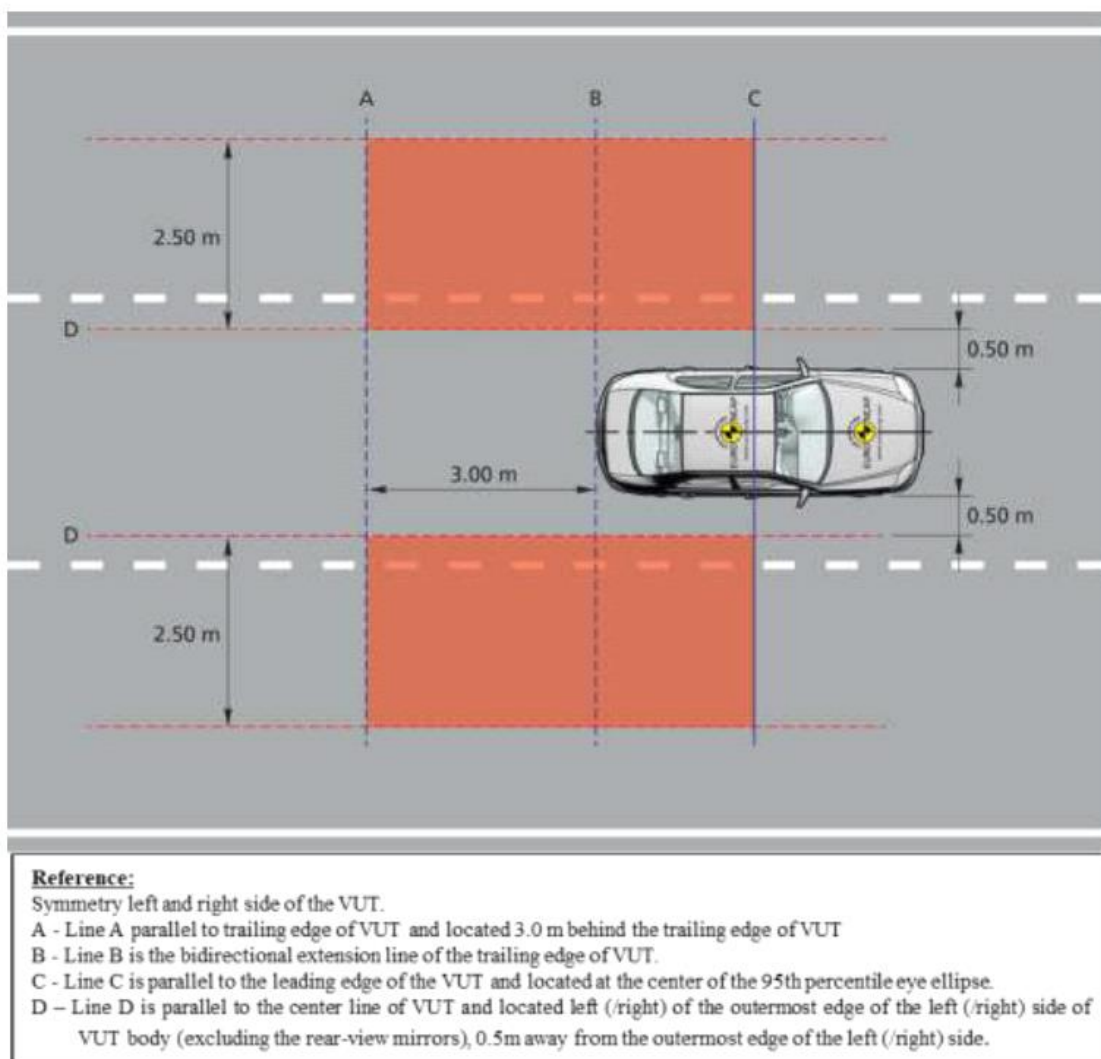 A B C
2.50 m
D
0.50 m
3.00 m
0.50 m
D
2.50 m
Reference:
Symmetry left and right side of the VUT.
A - Line A parallel to trailing edge of VUT and located 3.0 m behind the trailing edge of VUT
B - Line B is the bidirectional extension line of the trailing edge of VUT.
C - Line C is parallel to the leading edge of the VUT and located at the center of the 95th percentile eye ellipse.
D – Line D is parallel to the center line of VUT and located left (/right) of the outermost edge of the left (/right) side of
VUT body (excluding the rear-view mirrors), 0.5m away from the outermost edge of the left (/right) side.